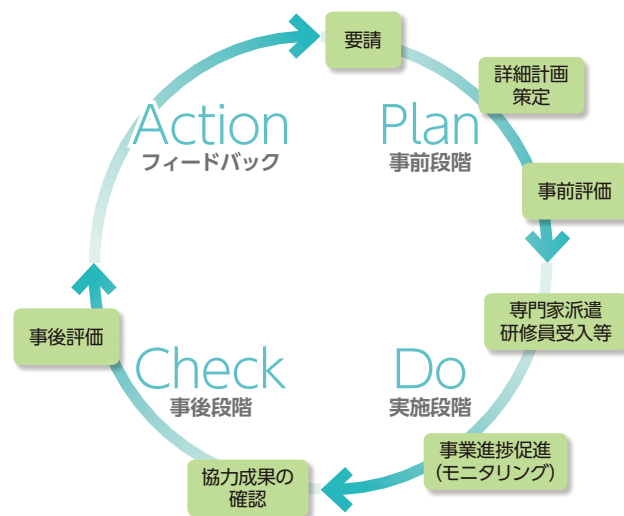 要請
詳細計画
策定
Action
フィードバック
Plan
事前段階
事前評価
専門家派遣
研修員受入等
事後評価
Check
事後段階
Do
実施段階
事業進捗促進
(モニタリング)
協力成果の
確認